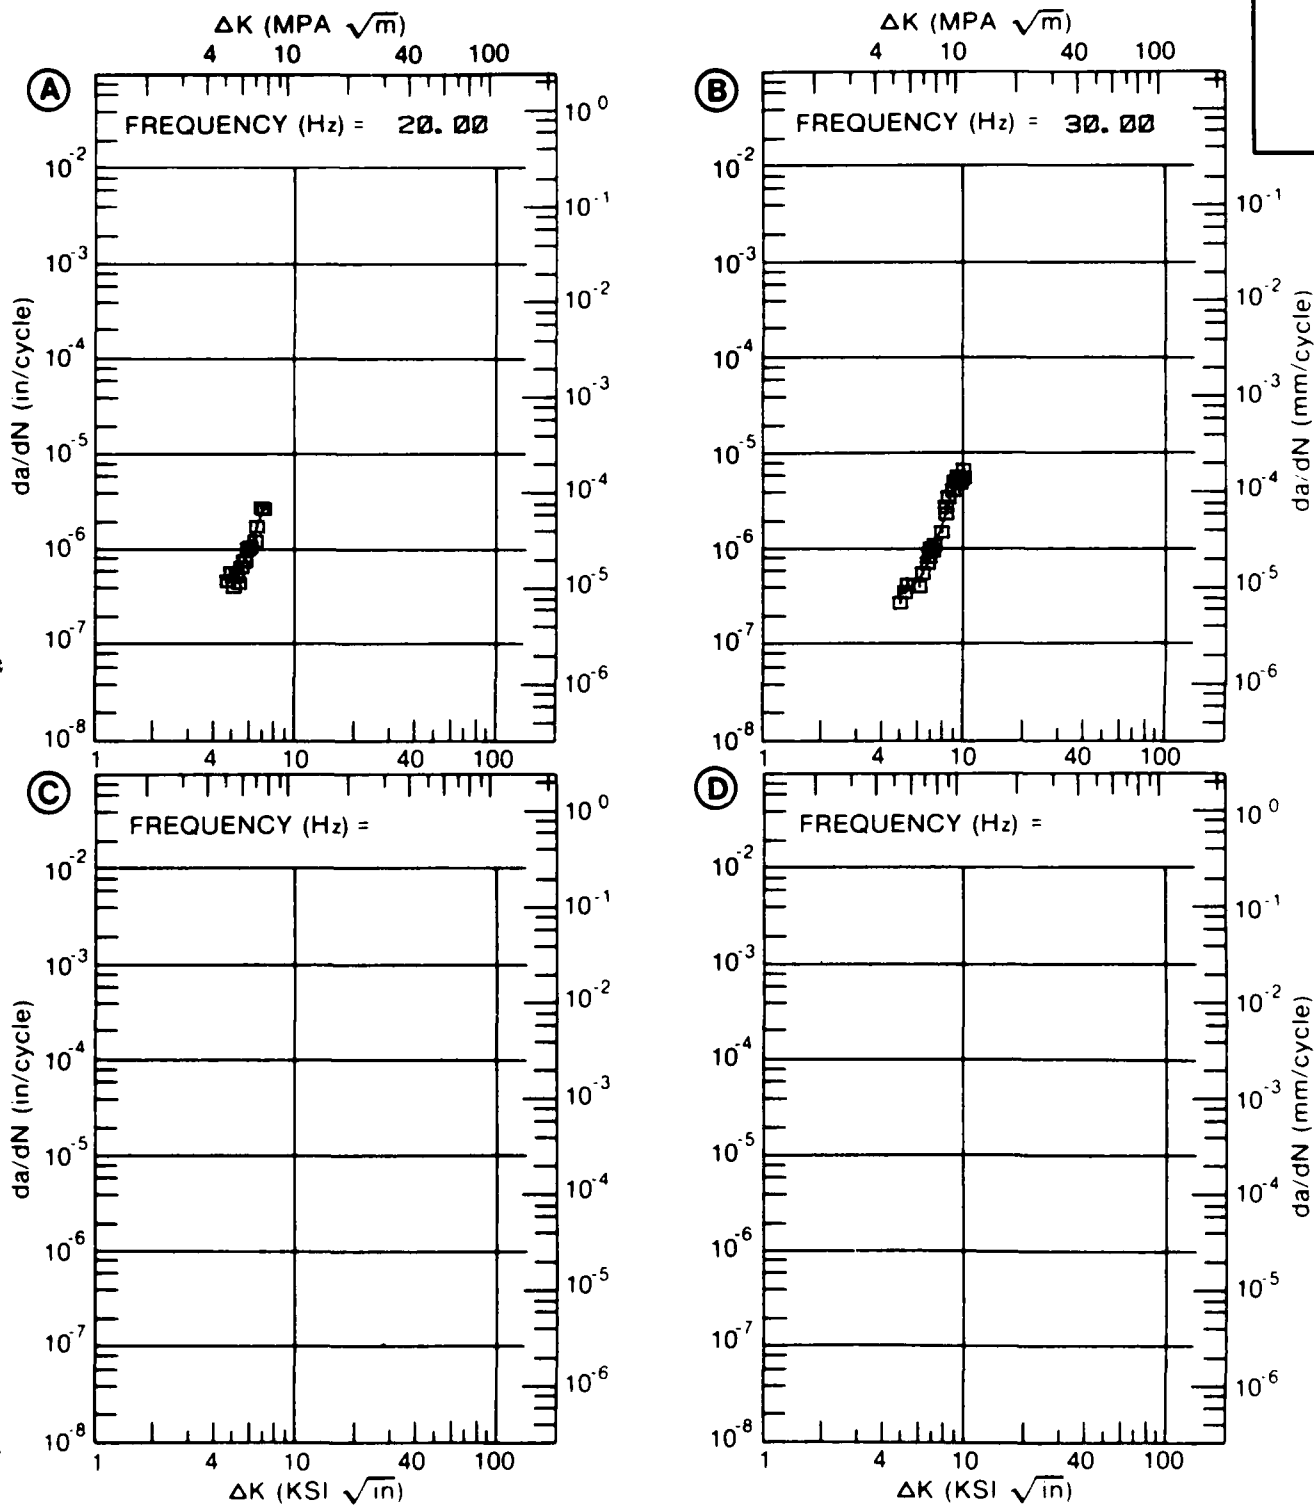 ΔK (MPA √m)
4 10 40 100
A
FREQUENCY (Hz) = 20.00
10^0
10^-1
10^-2
10^-3
10^-4
10^-5
10^-6
10^-2
10^-3
10^-4
10^-5
10^-6
10^-7
10^-8
da/dN (in/cycle)
1 4 10 40 100
ΔK (MPA √m)
4 10 40 100
B
FREQUENCY (Hz) = 30.00
10^-2
10^-3
10^-4
10^-5
10^-6
10^-7
10^-8
10^-1
10^-2
10^-3
10^-4
10^-5
10^-6
da/dN (mm/cycle)
1 4 10 40 100
C
FREQUENCY (Hz) =
10^-2
10^-3
10^-4
10^-5
10^-6
10^-7
10^-8
da/dN (in/cycle)
10^0
10^-1
10^-2
10^-3
10^-4
10^-5
10^-6
1 4 10 40 100
ΔK (KSI √in)
D
FREQUENCY (Hz) =
10^-2
10^-3
10^-4
10^-5
10^-6
10^-7
10^-8
10^0
10^-1
10^-2
10^-3
10^-4
10^-5
10^-6
da/dN (mm/cycle)
1 4 10 40 100
ΔK (KSI √in)